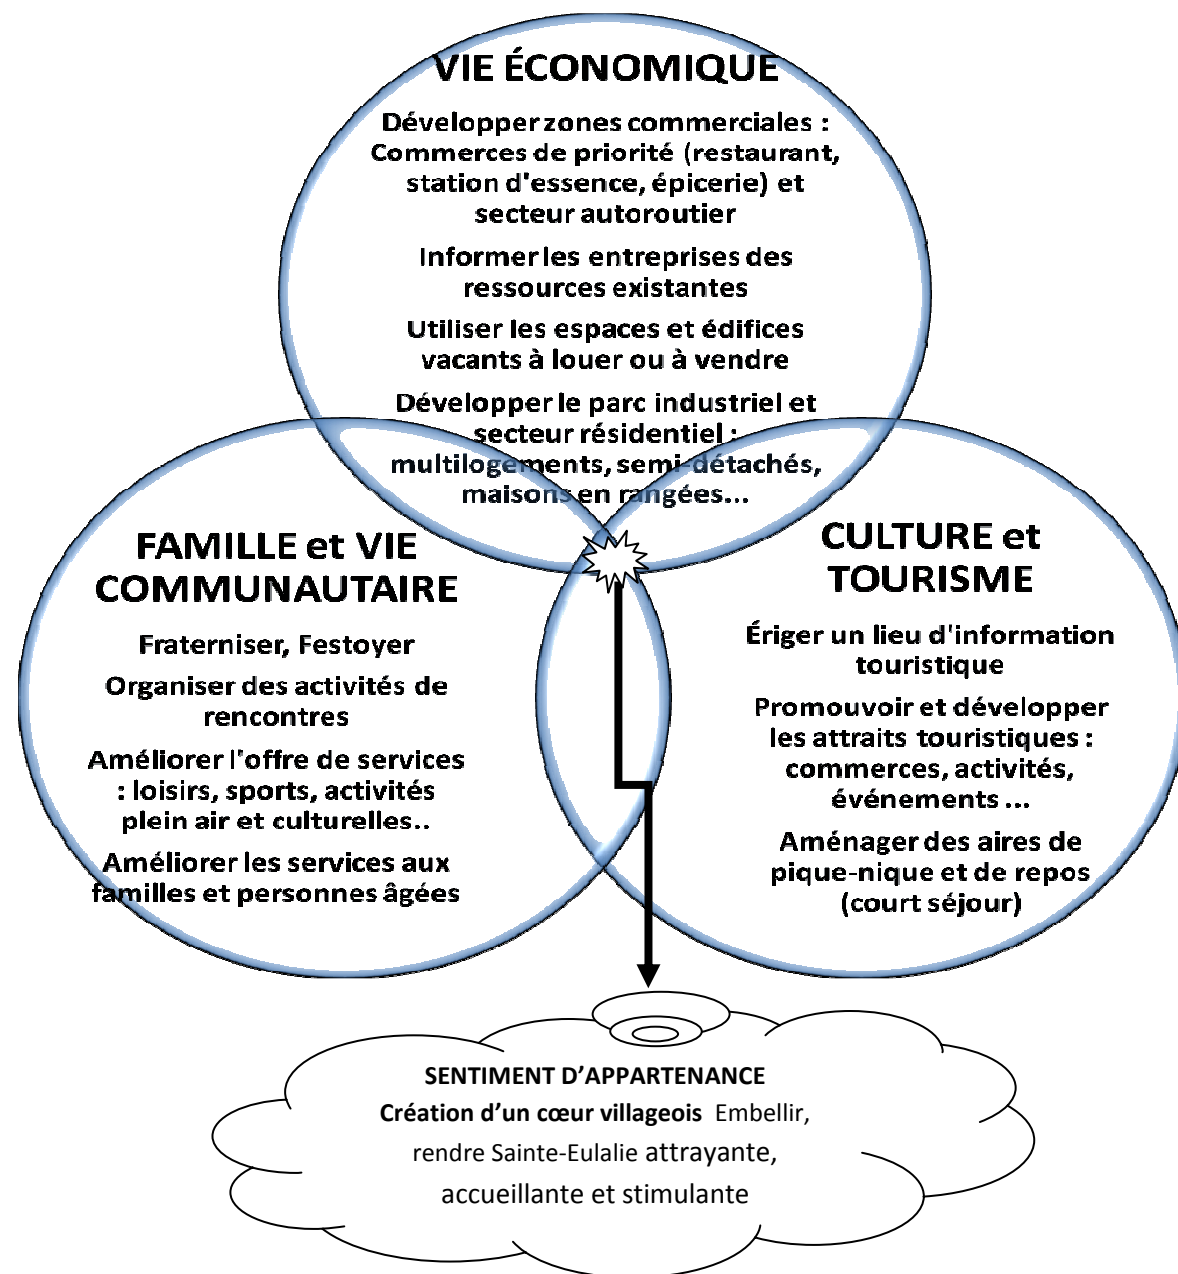 VIE ÉCONOMIQUE
Développer zones commerciales :
Commerces de priorité (restaurant,
station d'essence, épicerie) et
secteur autoroutier
Informer les entreprises des
ressources existantes
Utiliser les espaces et édifices
vacants à louer ou à vendre
Développer le parc industriel et
secteur résidentiel :
multilogements, semi-détachés,
maisons en rangées...
FAMILLE et VIE
COMMUNAUTAIRE
Fraterniser, Festoyer
Organiser des activités de
rencontres
Améliorer l'offre de services
: loisirs, sports, activités
plein air et culturelles..
Améliorer les services aux
familles et personnes âgées
CULTURE et
TOURISME
Ériger un lieu d'information
touristique
Promouvoir et développer
les attraits touristiques :
commerces, activités,
événements ...
Aménager des aires de
pique-nique et de repos
(court séjour)
SENTIMENT D’APPARTENANCE
Création d’un cœur villageois Embellir,
rendre Sainte-Eulalie attrayante,
accueillante et stimulante